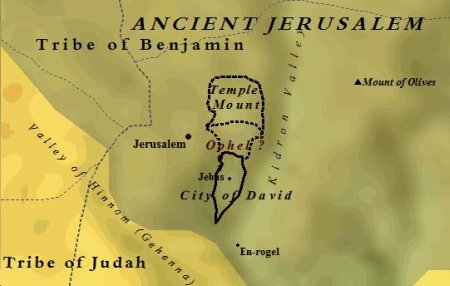 ANCIENT JERUSALEM
Tribe of Benjamin
Mount of Olives
Temple
Mount
Kidron Valley
Jerusalem
Ophel ?
Valley of Hinnom (Gehenna)
Jebus
City of David
En-rogel
Tribe of Judah